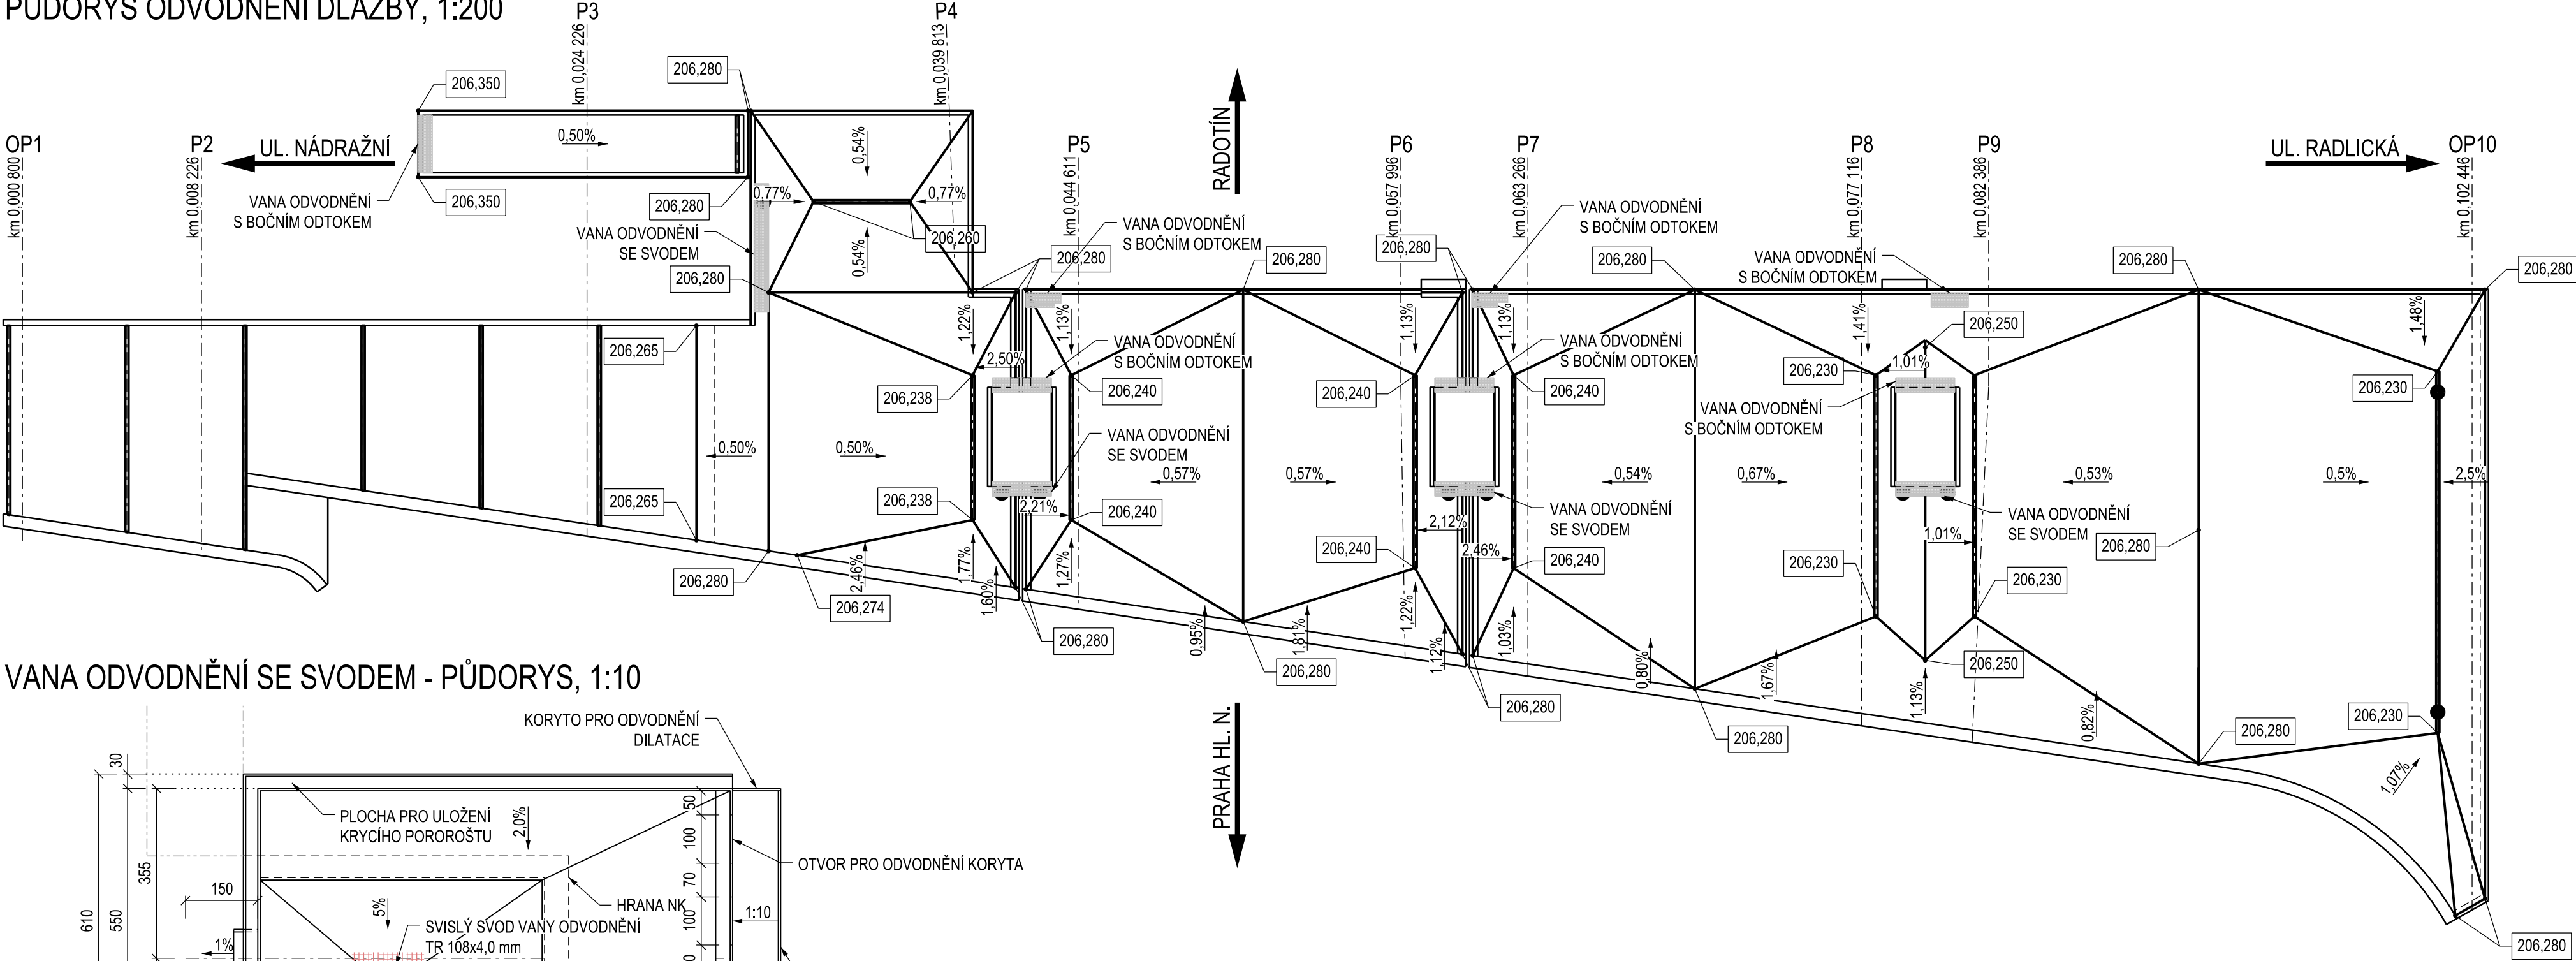 PŮDORYS ODVODNĚNÍ DLAŽBY, 1:200
P3
P4
km 0,024 226
km 0,039 813
206,350
206,280
OP1
km 0,000 800
P2
km 0,008 226
UL. NÁDRAŽNÍ
0,50%
0,54%
P5
km 0,044 611
RADOTÍN
P6
km 0,057 996
P7
km 0,063 266
P8
km 0,077 116
P9
km 0,082 386
UL. RADLICKÁ
OP10
km 0,102 446
VANA ODVODNĚNÍ
S BOČNÍM ODTOKEM
206,350
206,280
0,77%
0,77%
VANA ODVODNĚNÍ
SE SVODEM
206,260
0,54%
VANA ODVODNĚNÍ
S BOČNÍM ODTOKEM
VANA ODVODNĚNÍ
S BOČNÍM ODTOKEM
VANA ODVODNĚNÍ
S BOČNÍM ODTOKEM
206,280
206,280
206,280
206,280
206,280
206,280
206,280
1,22%
1,13%
1,13%
1,13%
1,41%
1,48%
206,265
206,250
VANA ODVODNĚNÍ
S BOČNÍM ODTOKEM
VANA ODVODNĚNÍ
S BOČNÍM ODTOKEM
2,50%
1,01%
206,238
206,240
206,240
206,240
206,230
206,230
VANA ODVODNĚNÍ
S BOČNÍM ODTOKEM
VANA ODVODNĚNÍ
SE SVODEM
0,50%
0,50%
0,57%
0,57%
0,54%
0,67%
0,53%
0,5%
2,5%
206,265
206,238
2,21%
206,240
2,12%
VANA ODVODNĚNÍ
SE SVODEM
VANA ODVODNĚNÍ
SE SVODEM
1,01%
206,280
2,46%
206,240
206,240
206,230
206,230
206,280
2,46%
1,77%
1,60%
1,27%
206,274
206,280
0,95%
1,81%
1,22%
1,12%
1,03%
206,280
206,280
0,80%
1,67%
206,250
1,13%
0,82%
206,280
206,230
206,280
1,07%
206,280
PRAHA HL. N.
VANA ODVODNĚNÍ SE SVODEM - PŮDORYS, 1:10
KORYTO PRO ODVODNĚNÍ
DILATACE
30
PLOCHA PRO ULOŽENÍ
KRYCÍHO POROROŠTU
2,0%
50
100
OTVOR PRO ODVODNĚNÍ KORYTA
355
70
150
610
550
HRANA NK
5%
100
1:10
SVISLÝ SVOD VANY ODVODNĚNÍ
TR 108x4,0 mm
1%